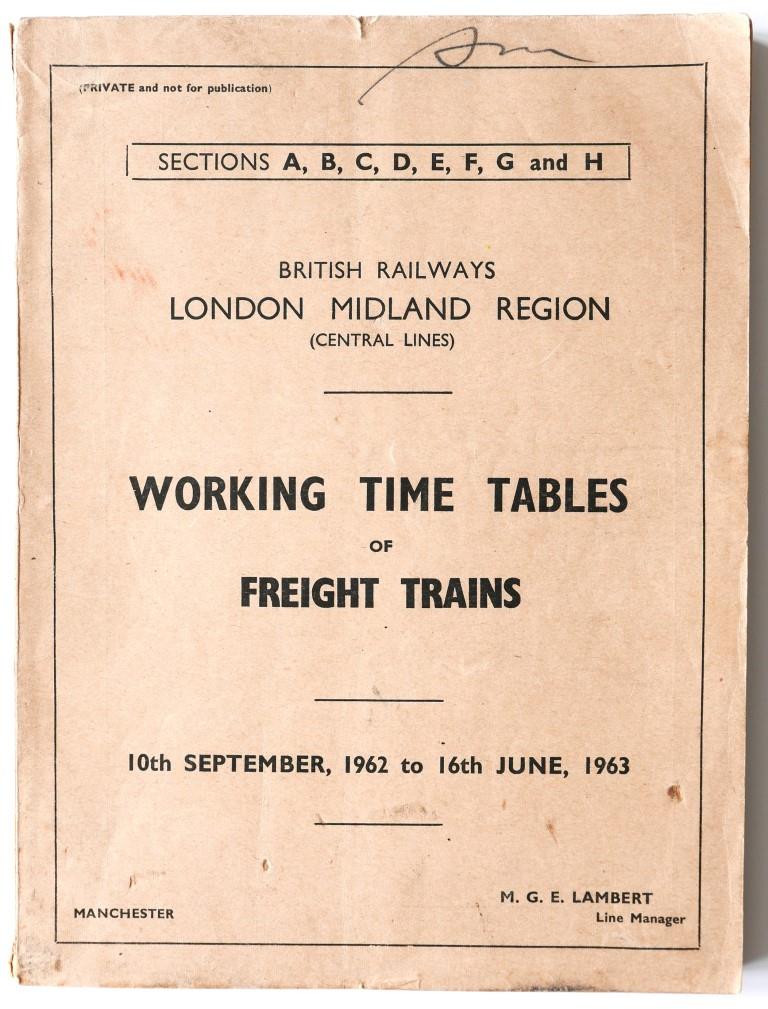 (PRIVATE and not for publication)
SECTIONS A, B, C, D, E, F, G and H
BRITISH RAILWAYS
LONDON MIDLAND REGION
(CENTRAL LINES)
WORKING TIME TABLES
OF
FREIGHT TRAINS
10th SEPTEMBER, 1962 to 16th JUNE, 1963
M. G. E. LAMBERT
MANCHESTER
Line Manager